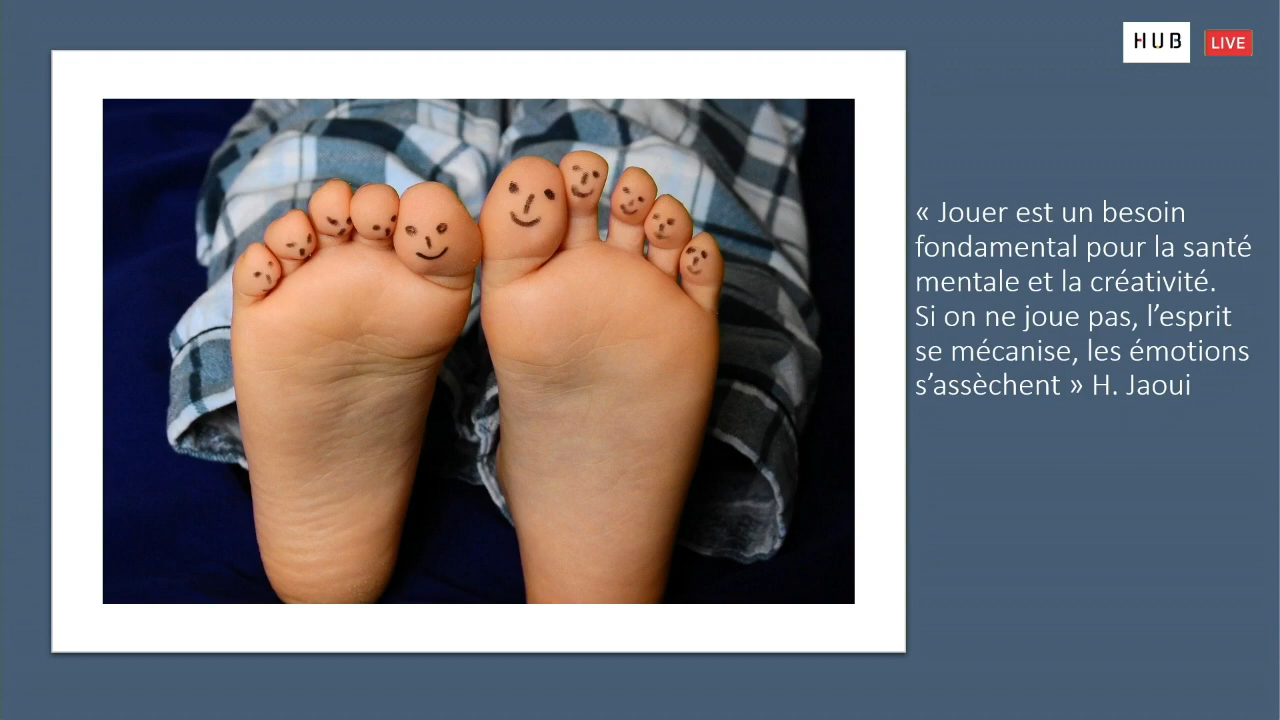 HUB LIVE
« Jouer est un besoin
fondamental pour la santé
mentale et la créativité.
Si on ne joue pas, l’esprit
se mécanise, les émotions
s’assèchent » H. Jaoui